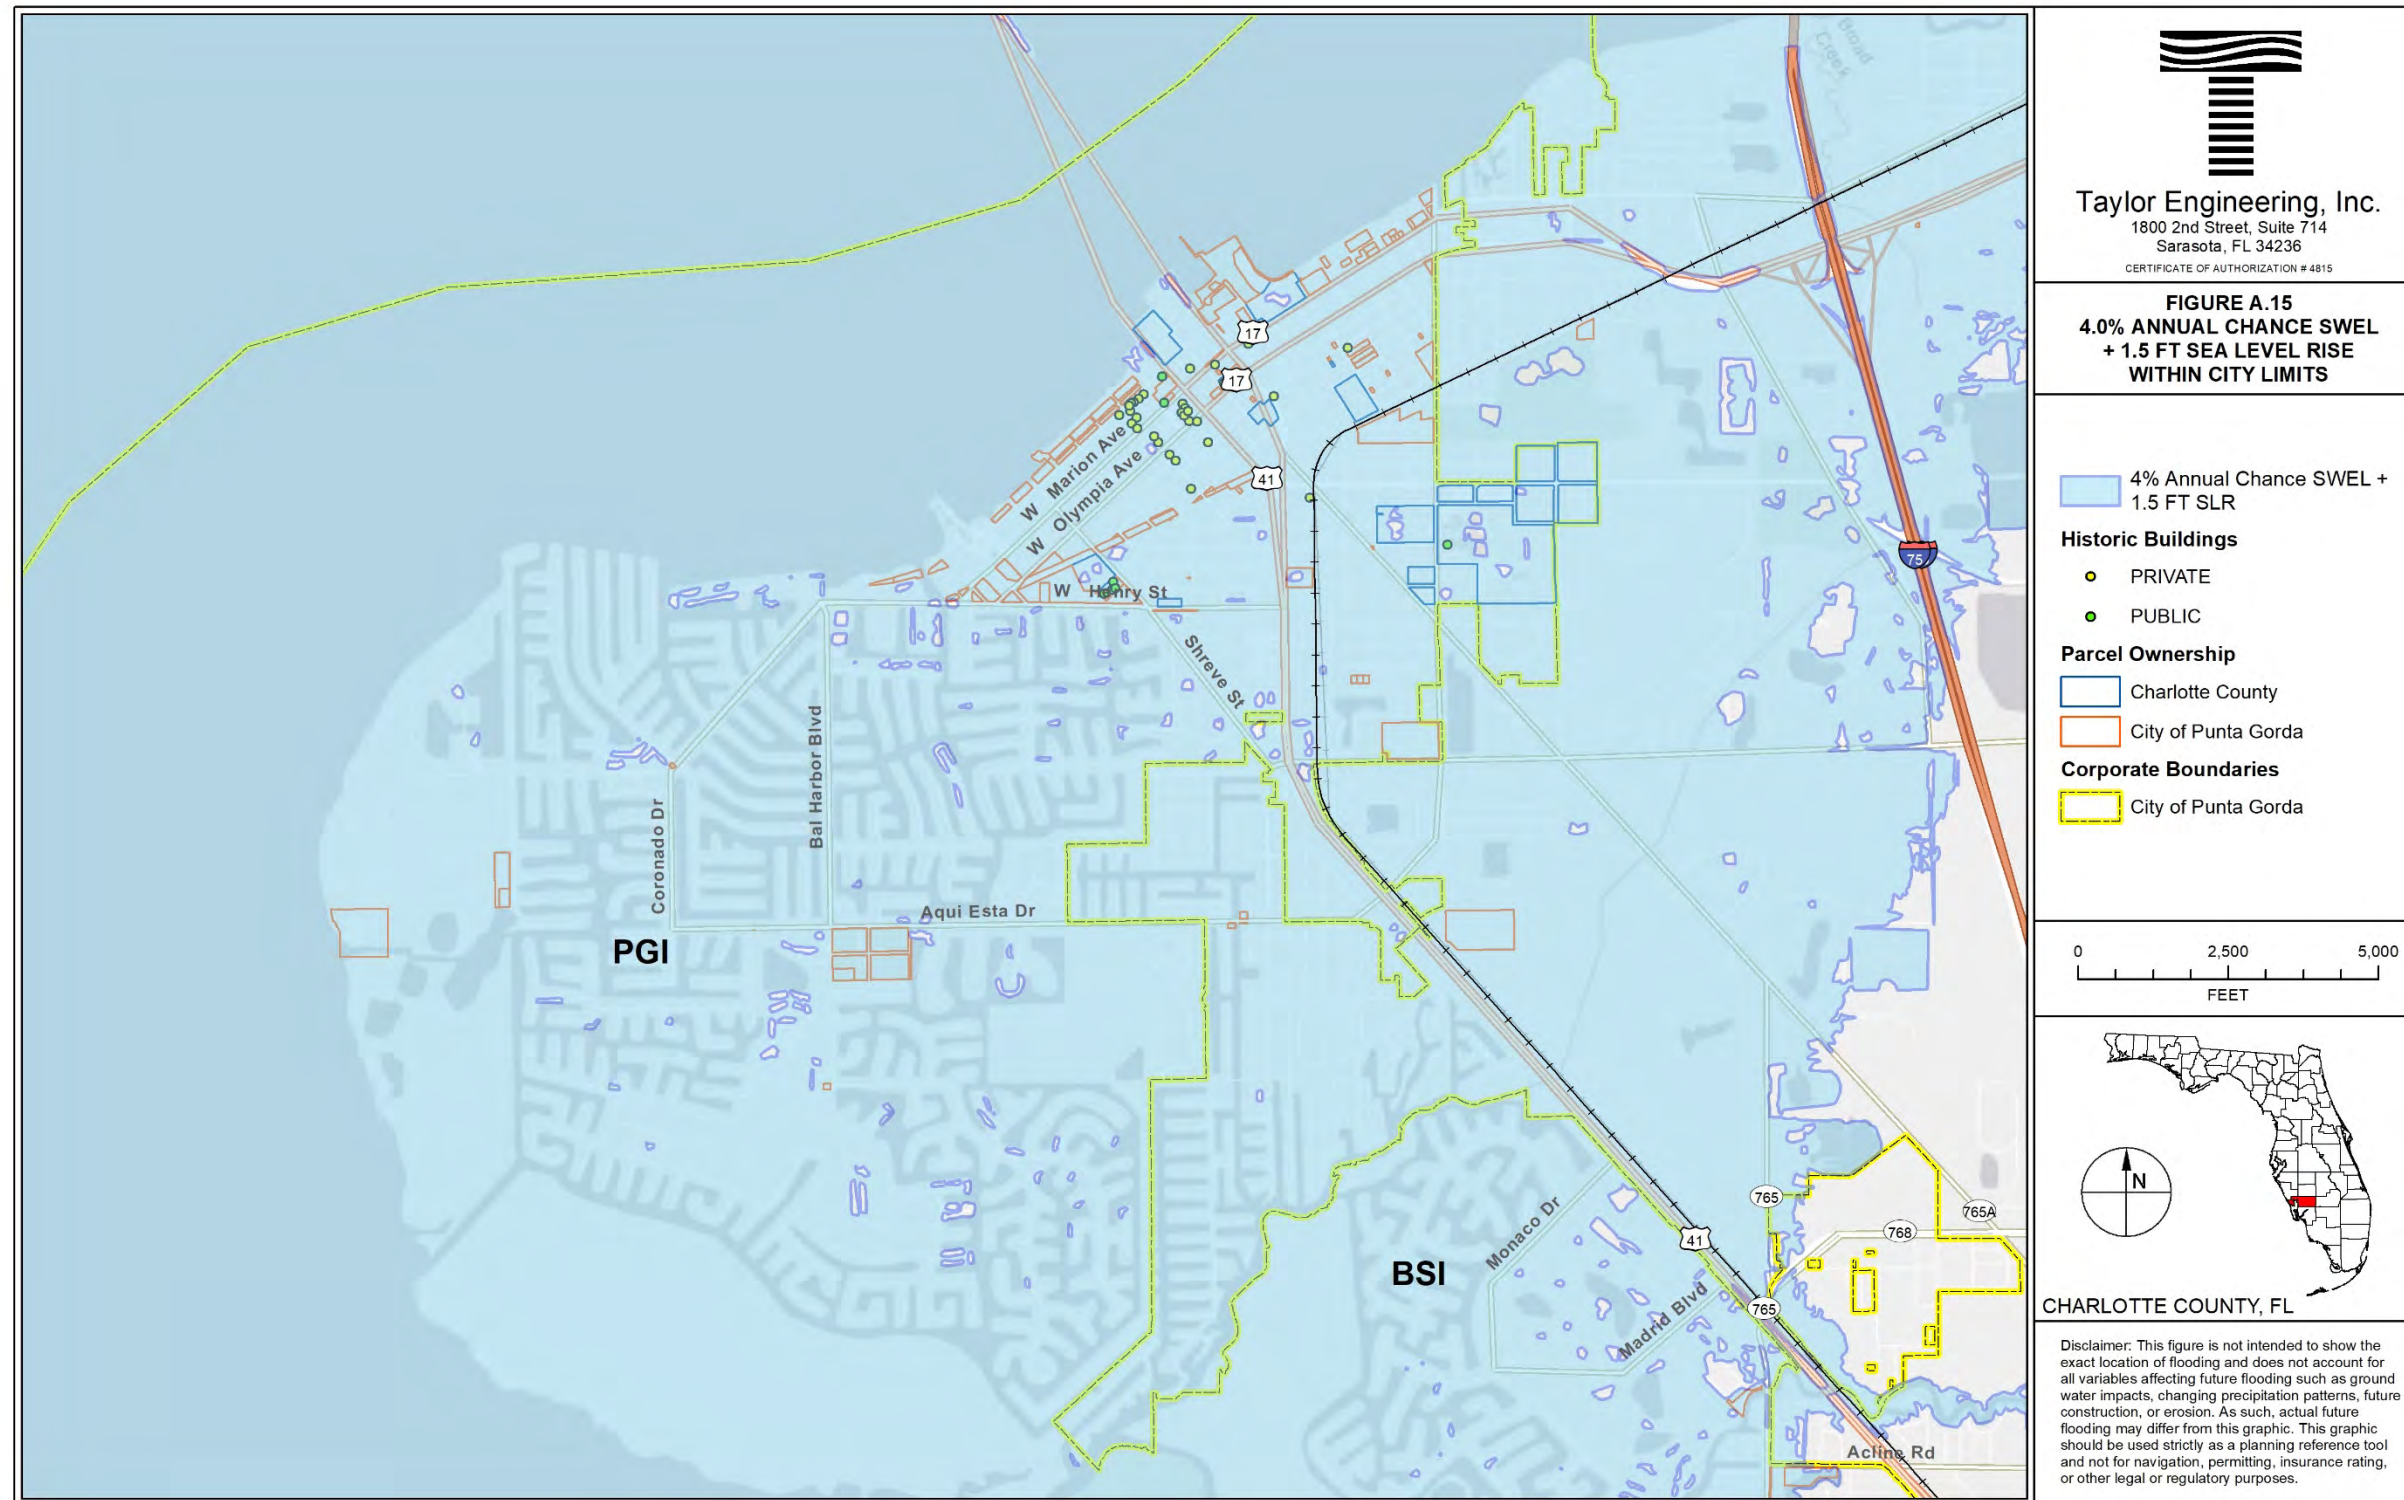 Broad
Creek
17
17
W Marion Ave
W Olympia Ave
41
75
W Henry St
Shreve St
Bal Harbor Blvd
Coronado Dr
Aqui Esta Dr
PGI
BSI
Monaco Dr
Madrid Blvd
765
765A
768
41
765
Acline Rd
Taylor Engineering, Inc.
1800 2nd Street, Suite 714
Sarasota, FL 34236
CERTIFICATE OF AUTHORIZATION # 4815
FIGURE A.15
4.0% ANNUAL CHANCE SWEL
+ 1.5 FT SEA LEVEL RISE
WITHIN CITY LIMITS
4% Annual Chance SWEL +
1.5 FT SLR
Historic Buildings
PRIVATE
PUBLIC
Parcel Ownership
Charlotte County
City of Punta Gorda
Corporate Boundaries
City of Punta Gorda
0 2,500 5,000
FEET
N
CHARLOTTE COUNTY, FL
Disclaimer: This figure is not intended to show the
exact location of flooding and does not account for
all variables affecting future flooding such as ground
water impacts, changing precipitation patterns, future
construction, or erosion. As such, actual future
flooding may differ from this graphic. This graphic
should be used strictly as a planning reference tool
and not for navigation, permitting, insurance rating,
or other legal or regulatory purposes.